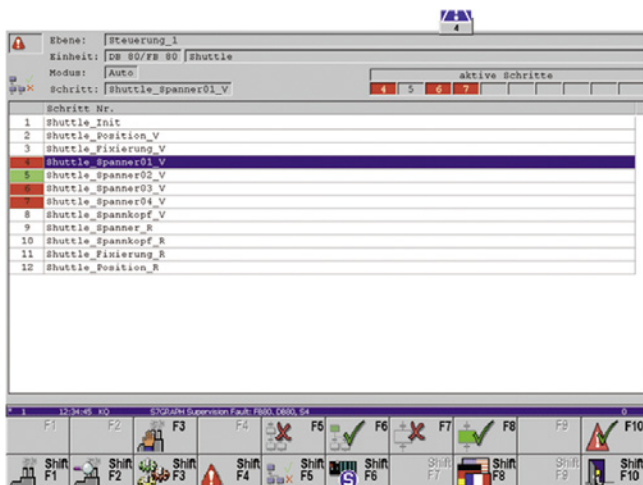 4
Ebene: Steuerung_1
Einheit: DB 80/FB 80 Shuttle
Modus: Auto aktive Schritte
Schritt: Shuttle_Spanner01_V 4 5 6 7
Schritt Nr.
1 Shuttle_Init
2 Shuttle_Position_V
3 Shuttle_Fixierung_V
4 Shuttle_Spanner01_V
5 Shuttle_Spanner02_V
6 Shuttle_Spanner03_V
7 Shuttle_Spanner04_V
8 Shuttle_Spannkopf_V
9 Shuttle_Spanner_R
10 Shuttle_Spannkopf_R
11 Shuttle_Fixierung_R
12 Shuttle_Position_R
* 1 12:34:45 KQ S7GRAPH Supervision Fault: FB80, DB80, S4 0
F1 F2 F3 F4 F5 F6 F7 F8 F9 F10
Shift F1 Shift F2 Shift F3 Shift F4 Shift F5 S Shift F6 Shift F7 Shift F8 Shift F9 Shift F10